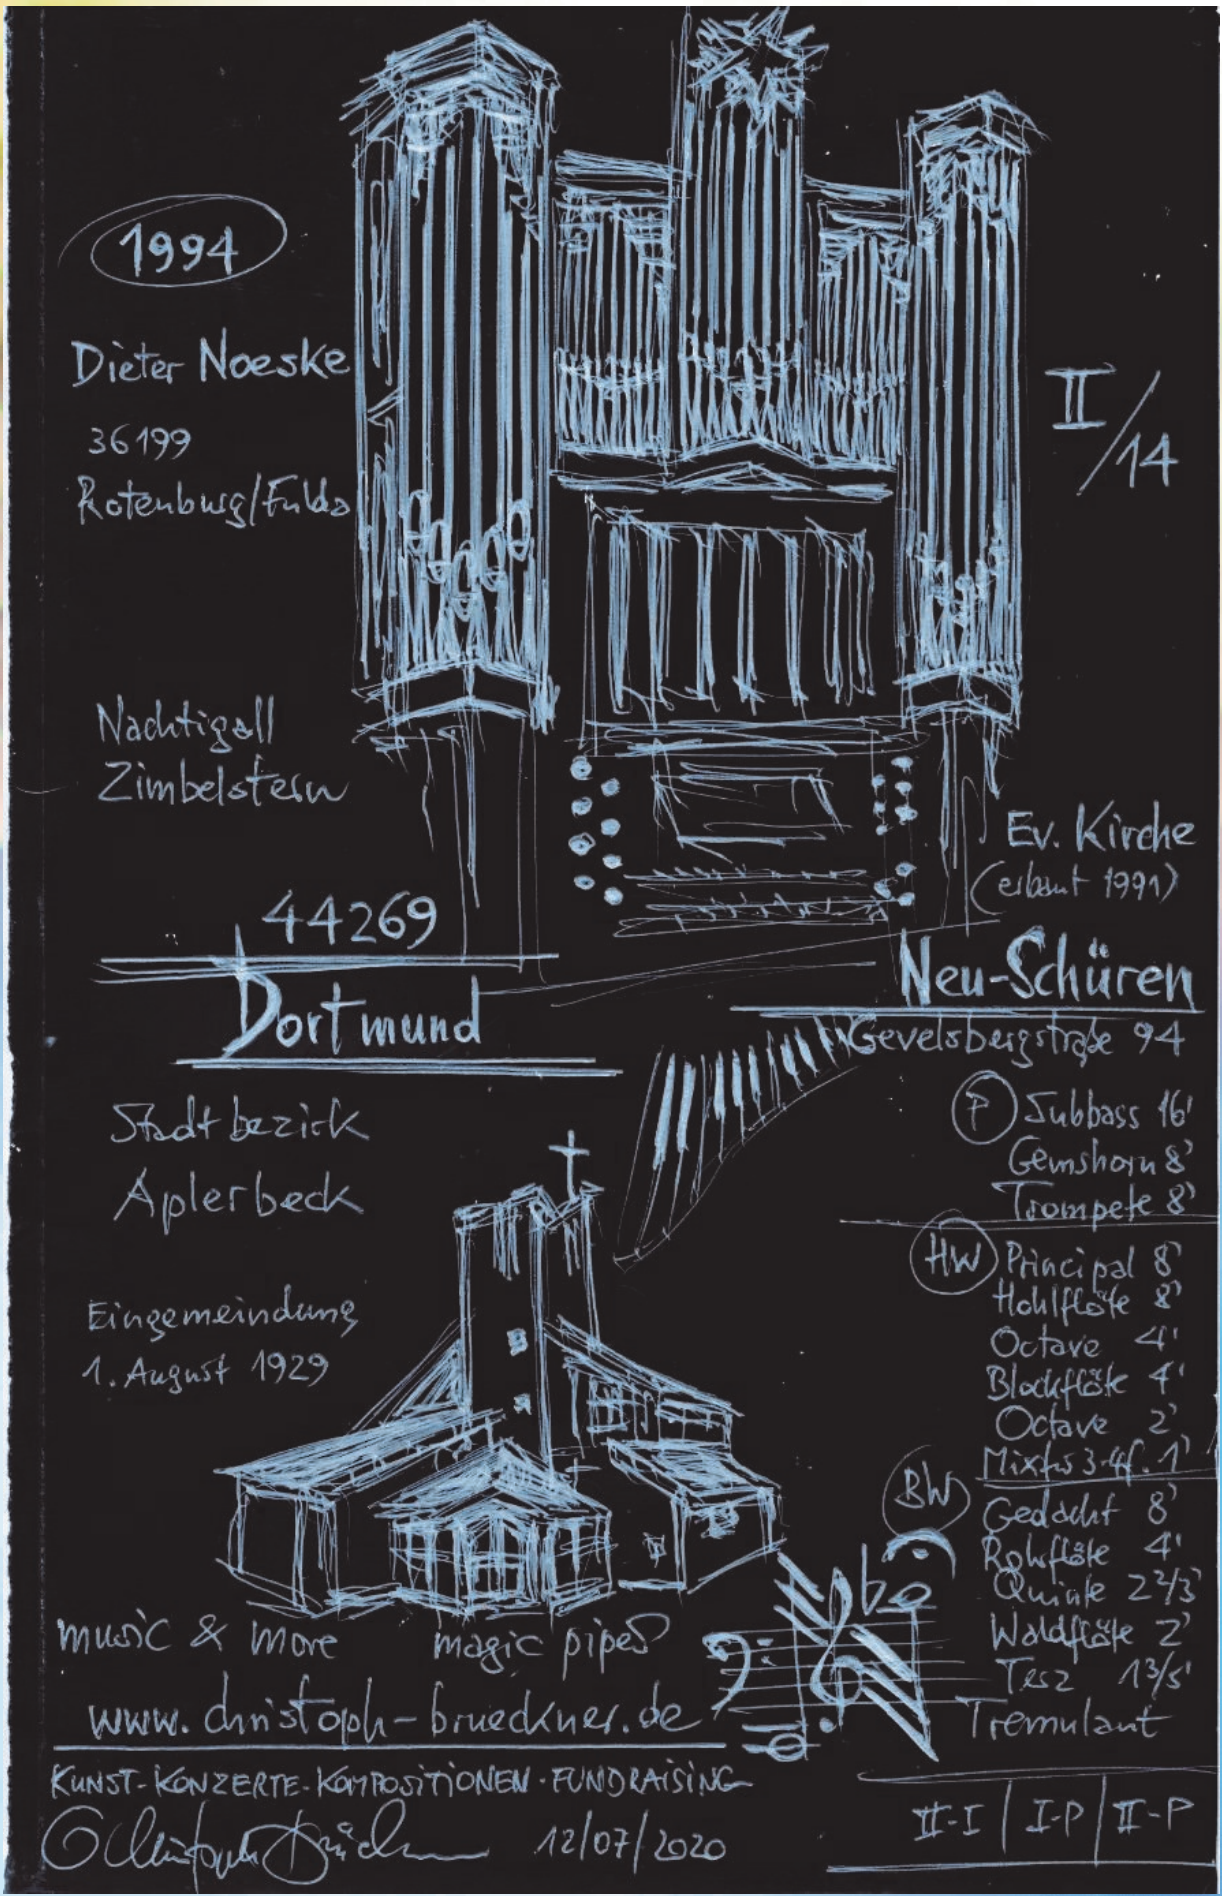 1994
Dieter Noeske
36199
Rotenburg/Fulda
II/14
Nachtigall
Zimbelstern
Ev. Kirche
(erbaut 1991)
44269
Dortmund
Neu-Schüren
Gevelsbergstraße 94
Stadtbezirk
Aplerbeck
Eingemeindung
1. August 1929
P Subbass 16'
Gemshorn 8'
Trompete 8'
HW Principal 8'
Hohlflöte 8'
Octave 4'
Blockflöte 4'
Octave 2'
Mixtur 3-4f. 1'
BW Gedackt 8'
Rohrflöte 4'
Quinte 2 2/3'
Waldflöte 2'
Terz 1 3/5'
Tremulant
II-I | I-P | II-P
music & more magic pipes
www.christoph-brueckner.de
KUNST-KONZERTE-KOMPOSITIONEN-FUNDRAISING
Christoph Brückner 12/07/2020